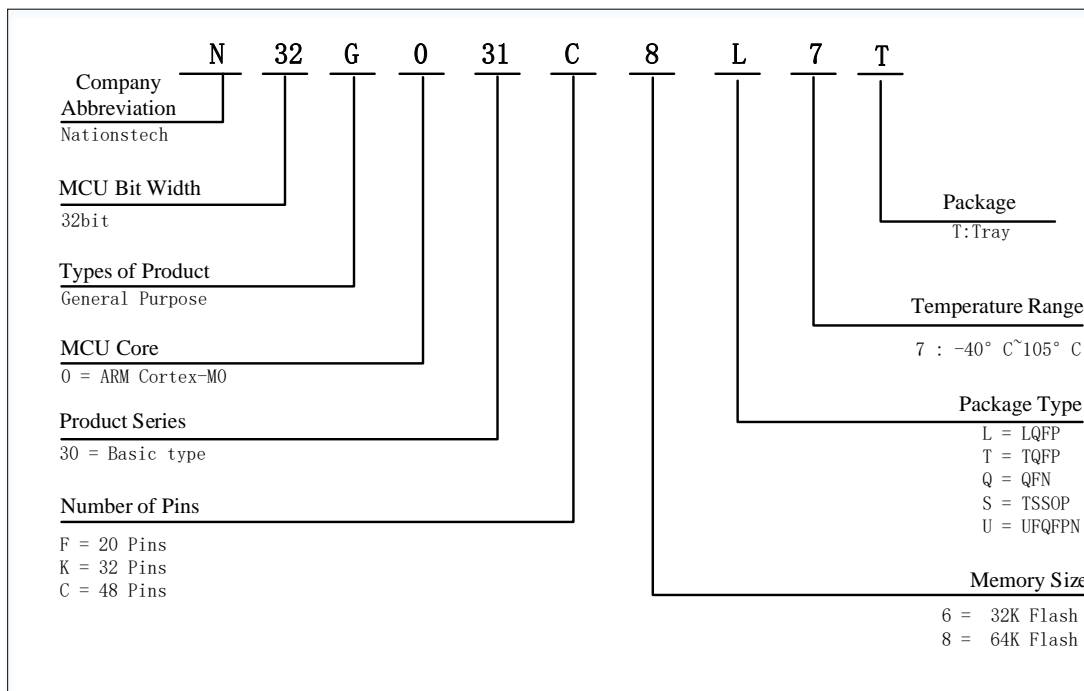 N 32 G 0 31 C 8 L 7 T
Company
Abbreviation
Nationstech
MCU Bit Width
32bit
Types of Product
General Purpose
MCU Core
0 = ARM Cortex-M0
Product Series
30 = Basic type
Number of Pins
F = 20 Pins
K = 32 Pins
C = 48 Pins
Package
T:Tray
Temperature Range
7 : -40° C~105° C
Package Type
L = LQFP
T = TQFP
Q = QFN
S = TSSOP
U = UFQFPN
Memory Size
6 = 32K Flash
8 = 64K Flash